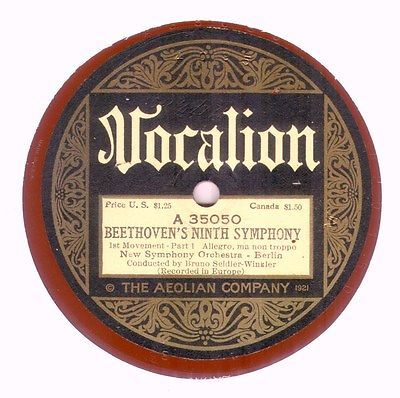 Vocalion
Price U. S. $1.25 Canada $1.50
A 35050
BEETHOVEN'S NINTH SYMPHONY
1st Movement - Part 1 Allegro, ma non troppo
New Symphony Orchestra - Berlin
Conducted by Bruno Seldler-Winkler
(Recorded in Europe)
© THE AEOLIAN COMPANY 1921